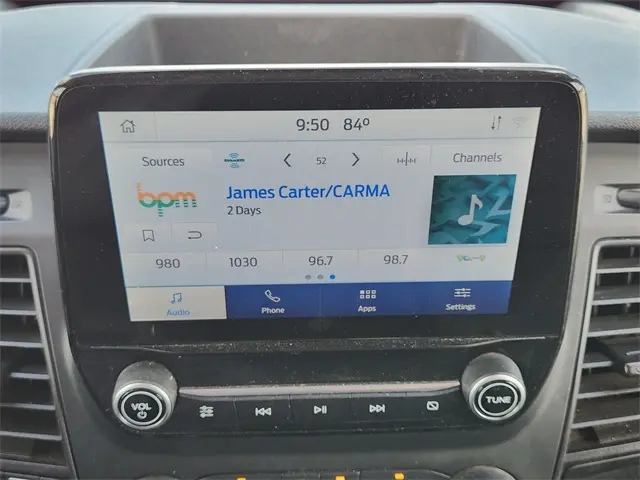 9:50 84º
Sources
52
Channels
bpm
James Carter/CARMA
2 Days
980 1030 96.7 98.7
Audio Phone Apps Settings
VOL
TUNE